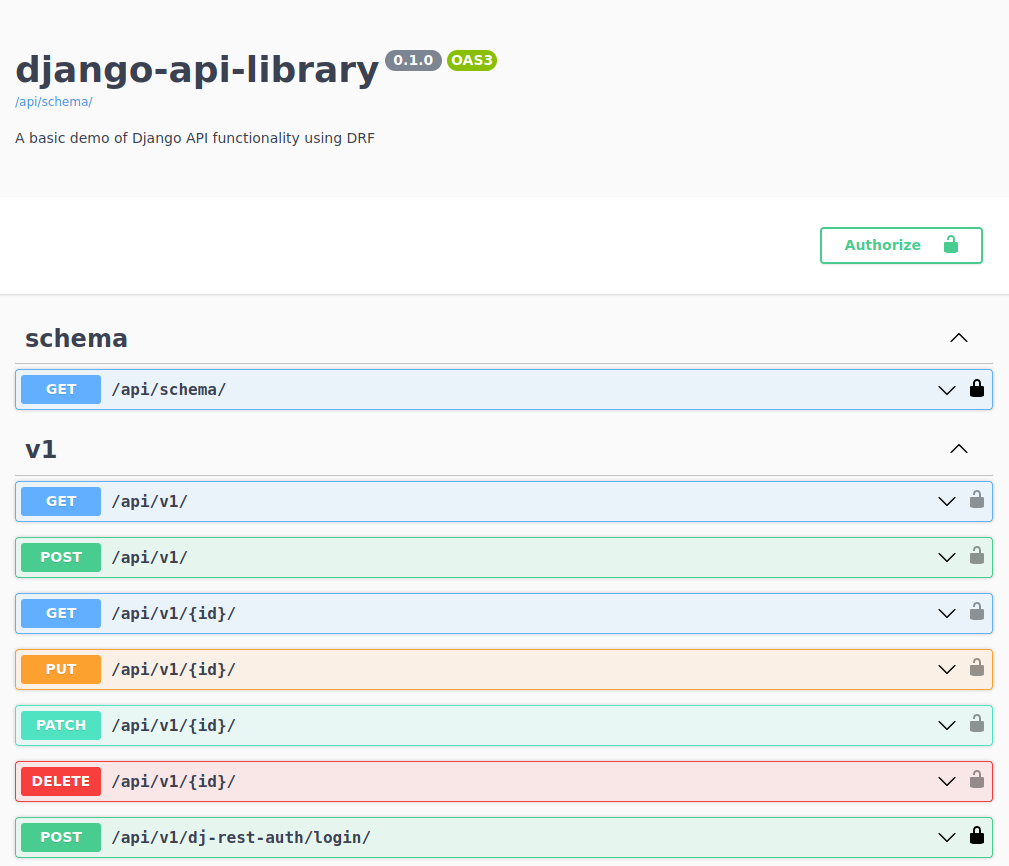 django-api-library 0.1.0 OAS3
/api/schema/
A basic demo of Django API functionality using DRF
Authorize
schema
GET /api/schema/
v1
GET /api/v1/
POST /api/v1/
GET /api/v1/{id}/
PUT /api/v1/{id}/
PATCH /api/v1/{id}/
DELETE /api/v1/{id}/
POST /api/v1/dj-rest-auth/login/